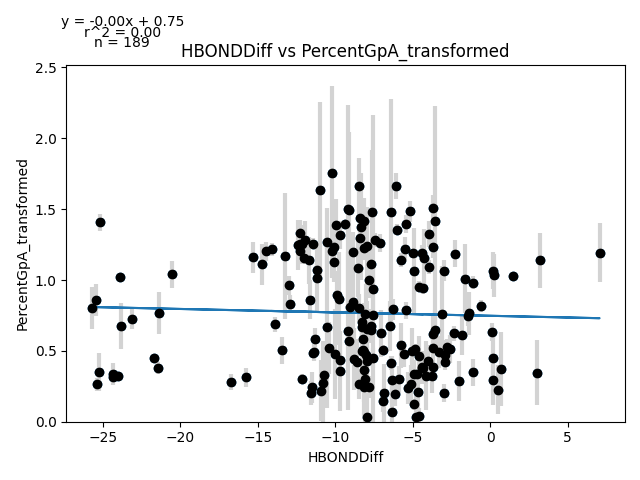 y = -0.00x + 0.75
r^2 = 0.00
n = 189
HBONDDiff vs PercentGpA_transformed
2.5
2.0
1.5
1.0
0.5
0.0
PercentGpA_transformed
−25
−20
−15
−10
−5
0
5
HBONDDiff